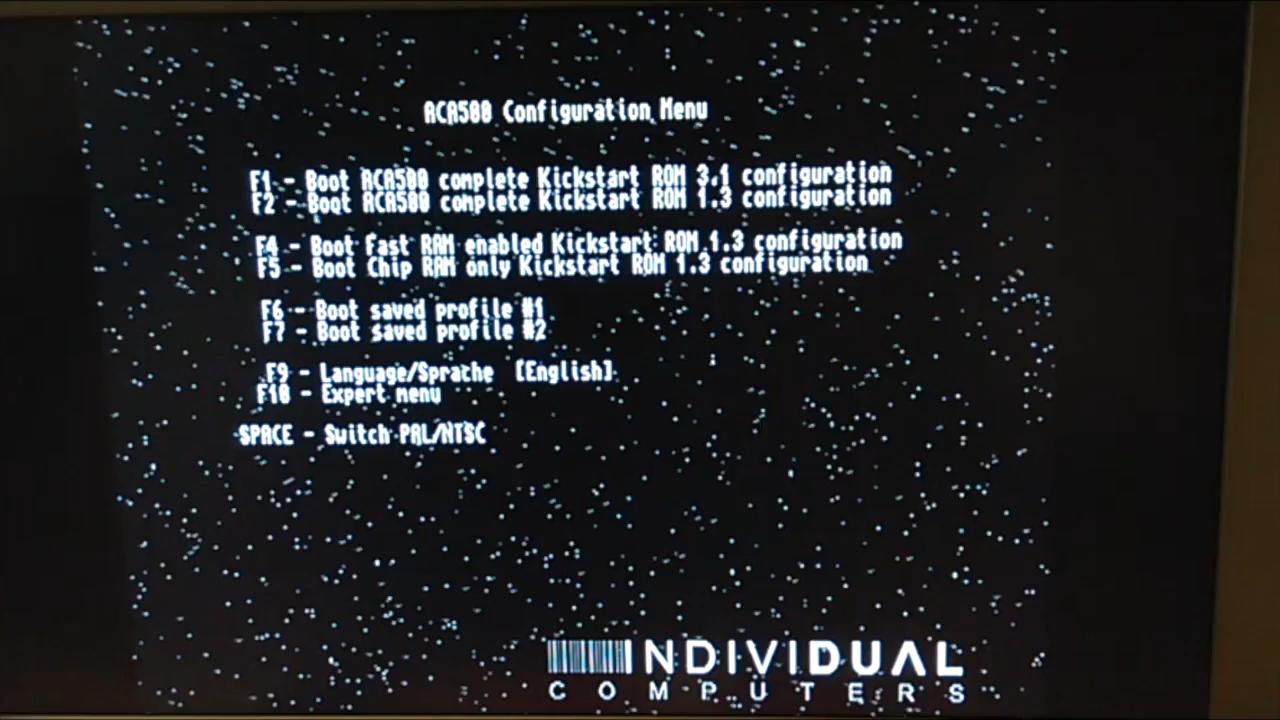 ACA500 Configuration Menu
F1 - Boot ACA500 complete Kickstart ROM 3.1 configuration
F2 - Boot ACA500 complete Kickstart ROM 1.3 configuration
F4 - Boot Fast RAM enabled Kickstart ROM 1.3 configuration
F5 - Boot Chip RAM only Kickstart ROM 1.3 configuration
F6 - Boot saved profile #1
F7 - Boot saved profile #2
F9 - Language/Sprache [English]
F10 - Expert menu
SPACE - Switch PAL/NTSC
INDIVIDUAL
COMPUTERS